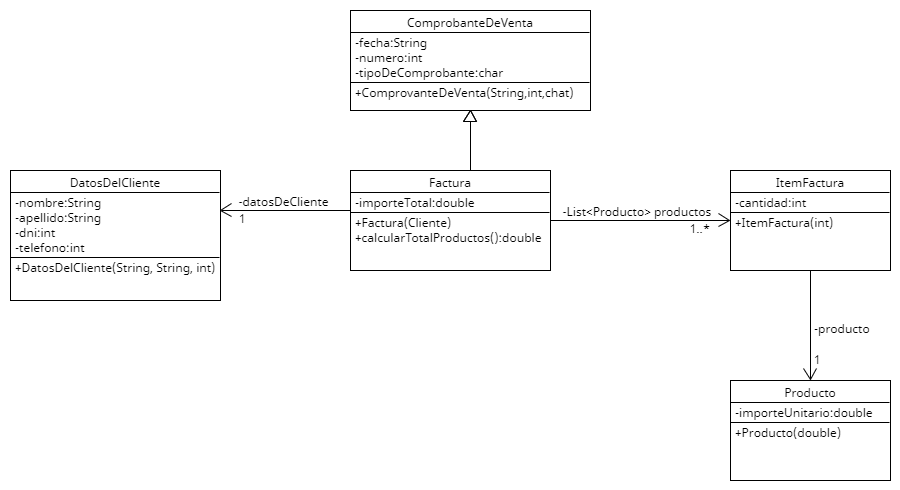 ComprobanteDeVenta
-fecha:String
-numero:int
-tipoDeComprobante:char
+ComprovanteDeVenta(String,int,chat)
DatosDelCliente
-nombre:String
-apellido:String
-dni:int
-telefono:int
+DatosDelCliente(String, String, int)
-datosDeCliente
1
Factura
-importeTotal:double
+Factura(Cliente)
+calcularTotalProductos():double
-List<Producto> productos
1..*
ItemFactura
-cantidad:int
+ItemFactura(int)
-producto
1
Producto
-importeUnitario:double
+Producto(double)